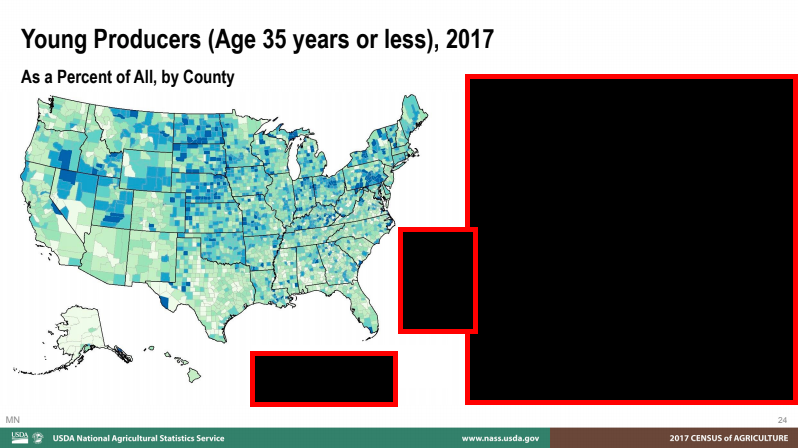 Young Producers (Age 35 years or less), 2017
As a Percent of All, by County
MN
24
USDA
USDA National Agricultural Statistics Service
www.nass.usda.gov
2017 CENSUS of AGRICULTURE